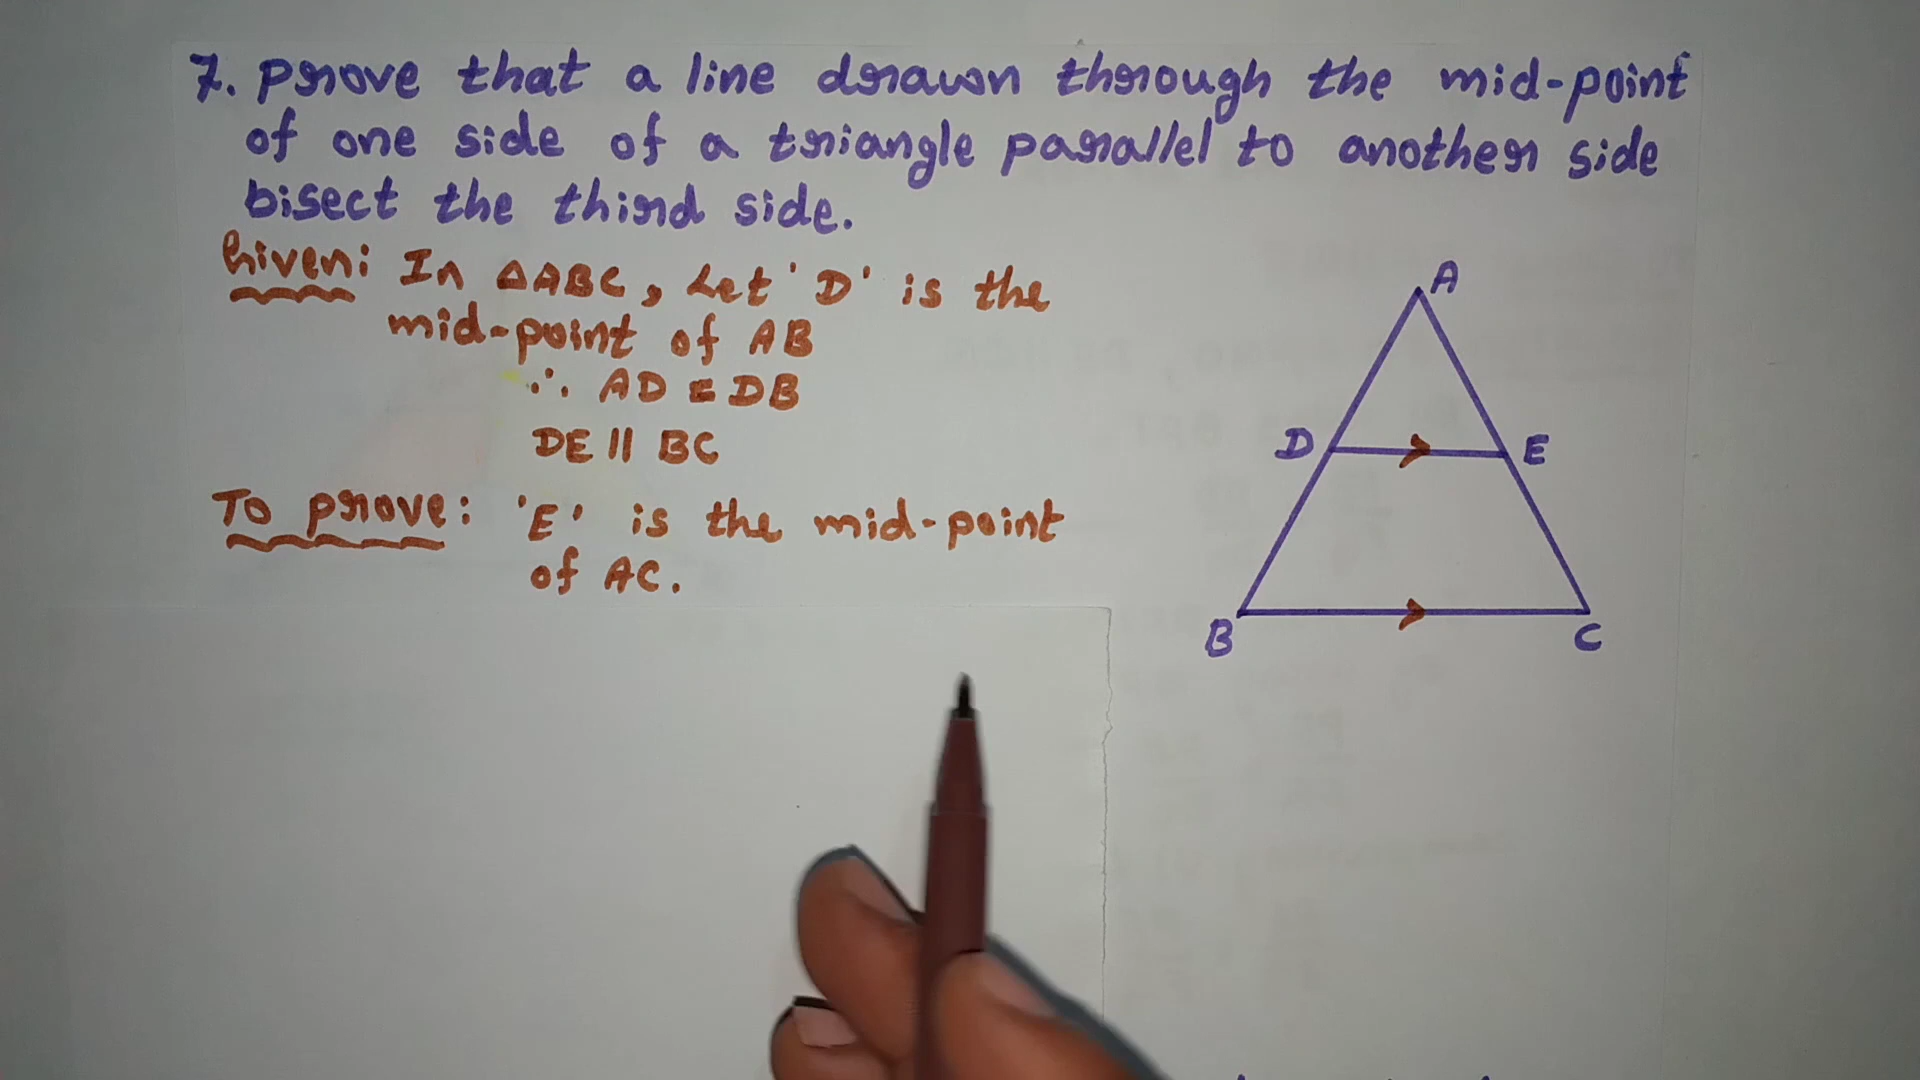 7. Prove that a line drawn through the mid-point
of one side of a triangle parallel to another side
bisect the third side.
Given: In △ABC, Let 'D' is the
mid-point of AB
∴ AD = DB
DE || BC
To prove: 'E' is the mid-point
of AC.
A
D
E
B
C